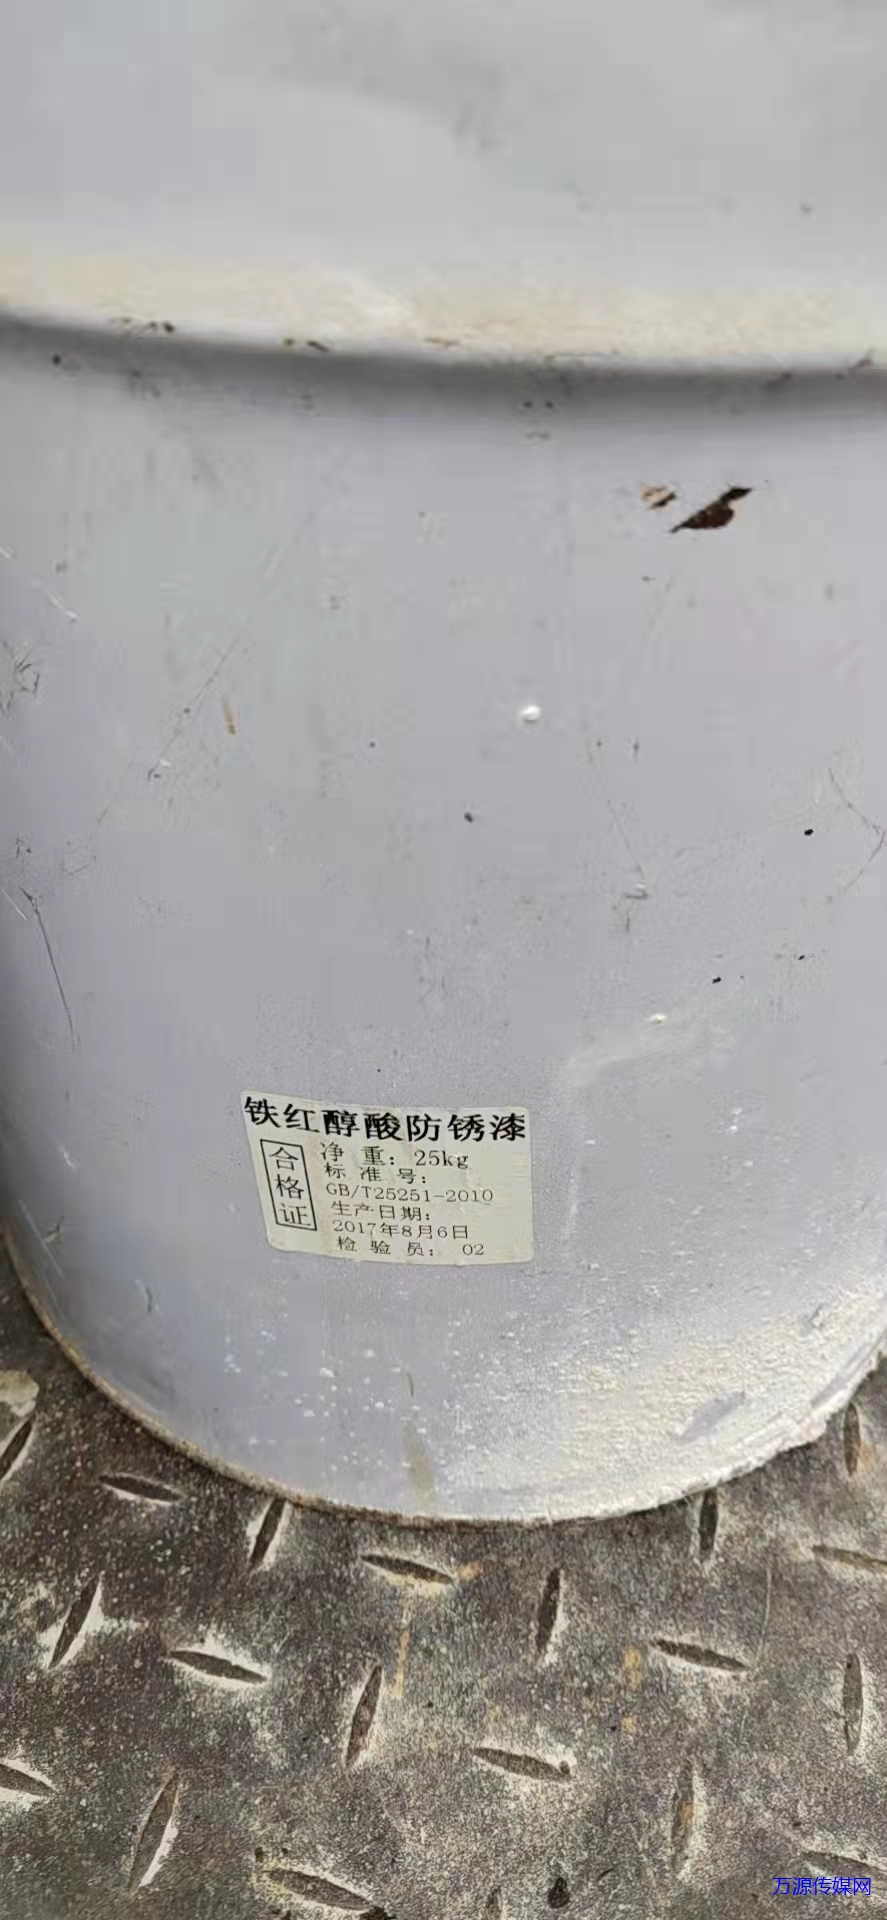 铁红醇酸防锈漆
合格证
净 重：25kg
标 准 号：
GB/T25251-2010
生产日期：
2017年8月6日
检 验 员： 02
万源传媒网